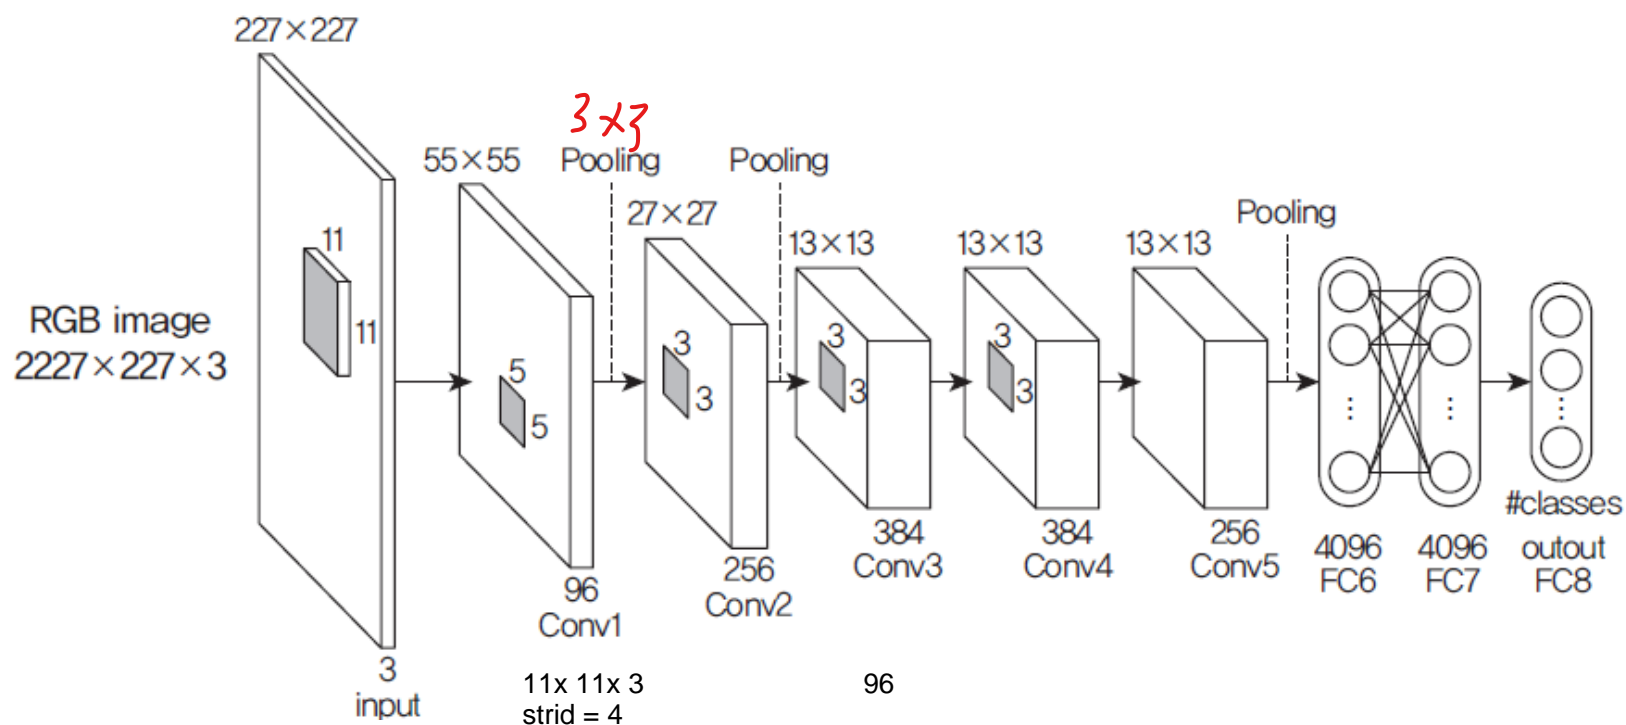 227×227
3×3
55×55
Pooling
Pooling
27×27
Pooling
13×13
13×13
13×13
11
11
RGB image
2227×227×3
5
5
3
3
3
3
3
3
#classes
96
Conv1
256
Conv2
384
Conv3
384
Conv4
256
Conv5
4096
FC6
4096
FC7
outout
FC8
3
input
11x 11x 3
strid = 4
96